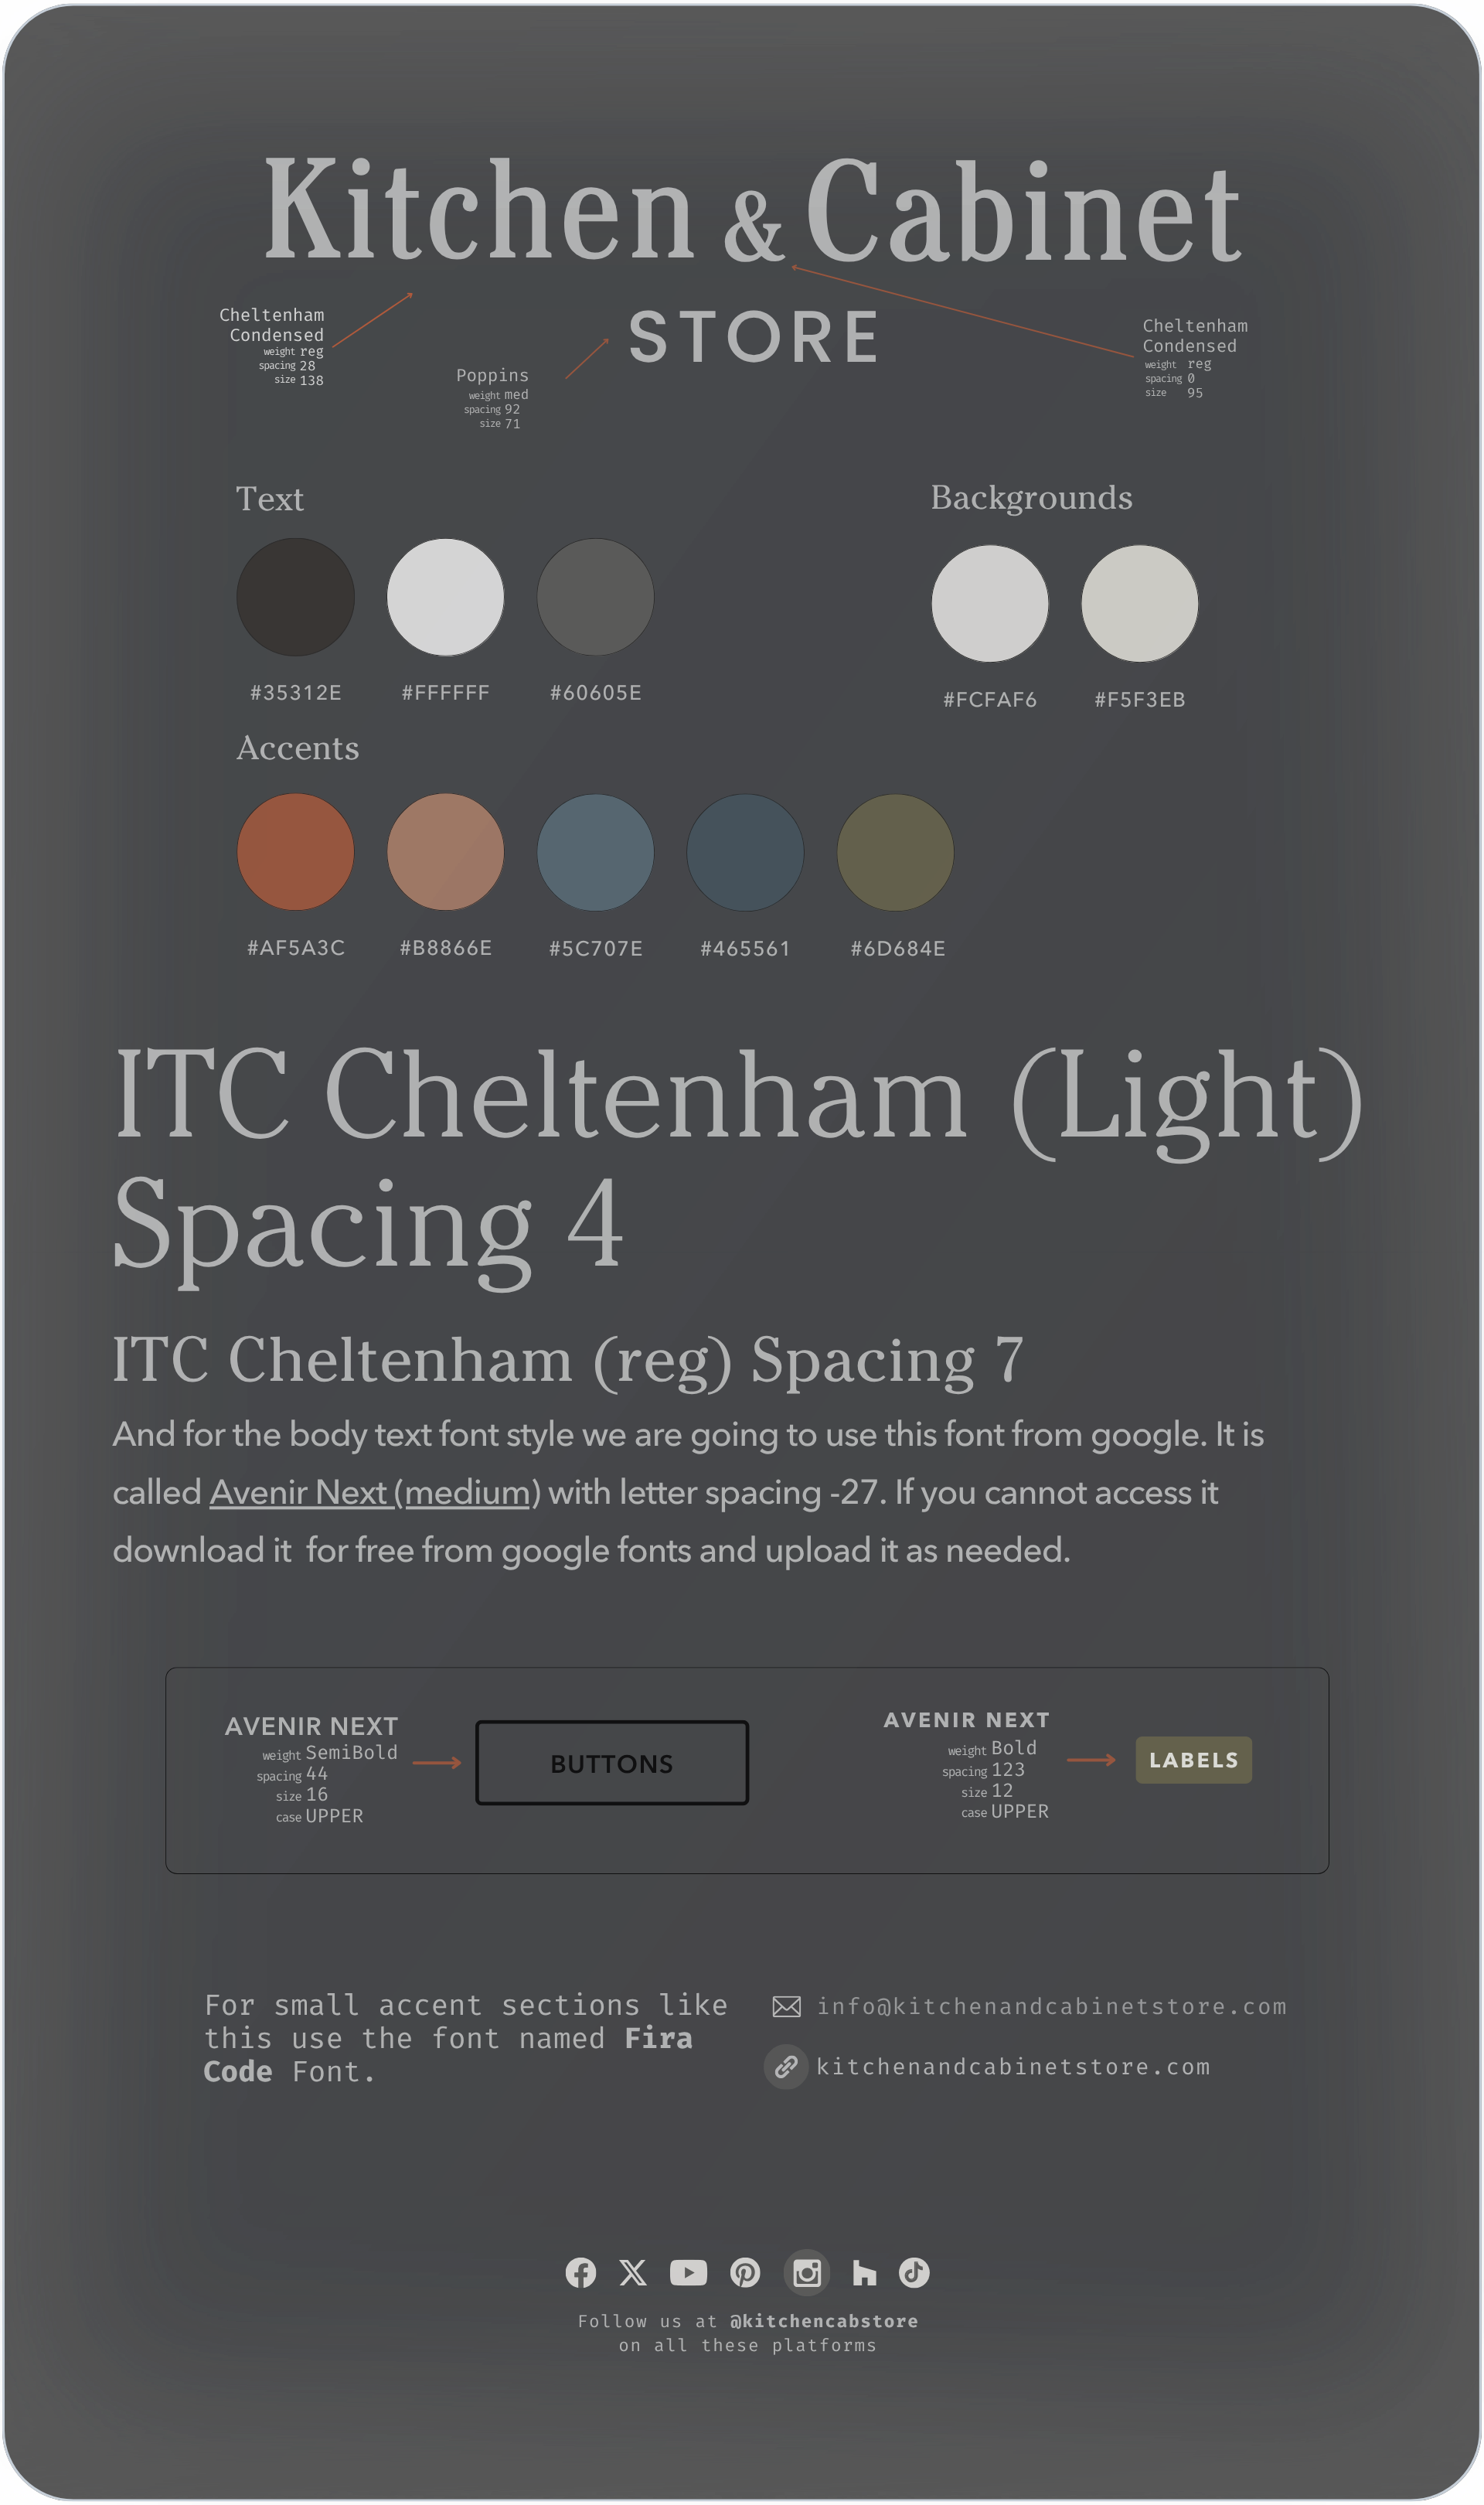 Kitchen & Cabinet
STORE
Cheltenham
Condensed
weight reg
spacing 28
size 138
Poppins
weight med
spacing 92
size 71
Cheltenham
Condensed
weight reg
spacing 0
size 95
Text
#35312E #FFFFFF #60605E
Backgrounds
#FCFAF6 #F5F3EB
Accents
#AF5A3C #B8866E #5C707E #465561 #6D684E
ITC Cheltenham (Light)
Spacing 4
ITC Cheltenham (reg) Spacing 7
And for the body text font style we are going to use this font from google. It is
called Avenir Next (medium) with letter spacing -27. If you cannot access it
download it  for free from google fonts and upload it as needed.
AVENIR NEXT
weight SemiBold
spacing 44
size 16
case UPPER
BUTTONS
AVENIR NEXT
weight Bold
spacing 123
size 12
case UPPER
LABELS
For small accent sections like
this use the font named Fira
Code Font.
info@kitchenandcabinetstore.com
kitchenandcabinetstore.com
Follow us at @kitchencabstore
on all these platforms